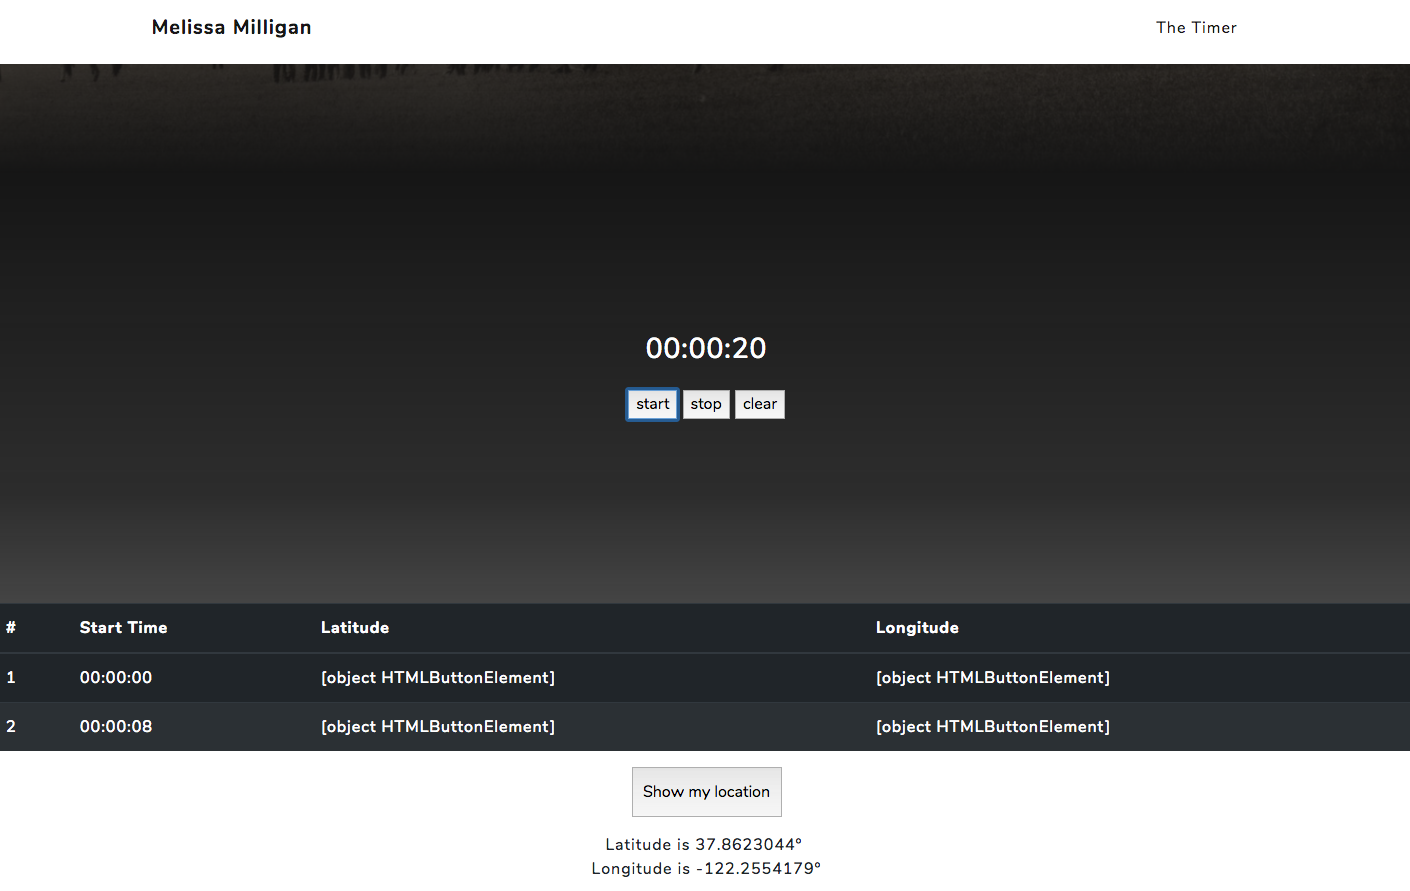 Melissa Milligan The Timer
00:00:20
start stop clear
# Start Time Latitude Longitude
1 00:00:00 [object HTMLButtonElement] [object HTMLButtonElement]
2 00:00:08 [object HTMLButtonElement] [object HTMLButtonElement]
Show my location
Latitude is 37.8623044°
Longitude is -122.2554179°